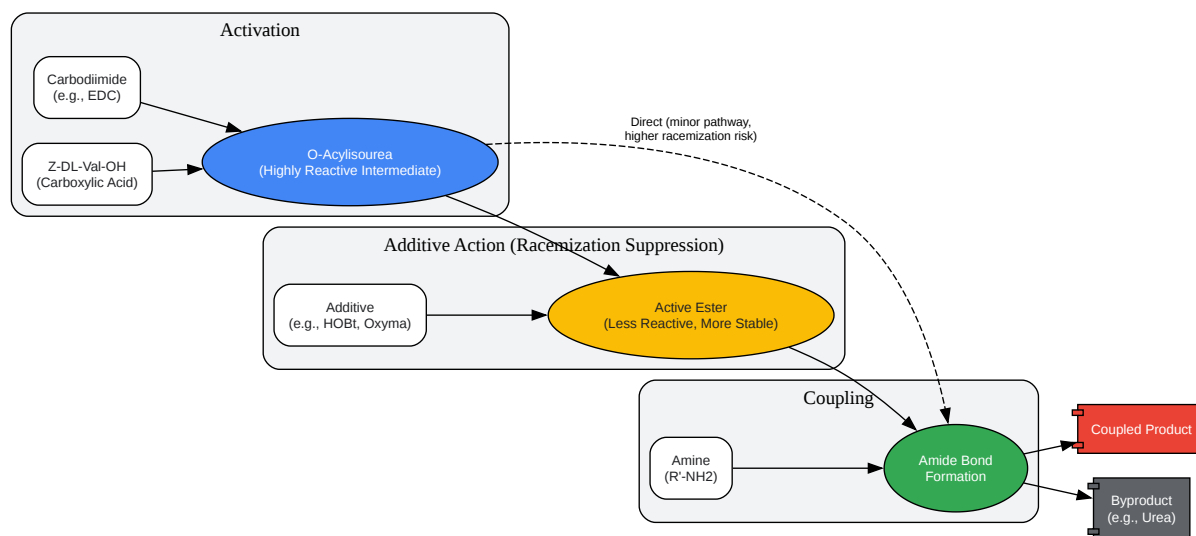 Activation
Carbodiimide
(e.g., EDC)
Z-DL-Val-OH
(Carboxylic Acid)
O-Acylisourea
(Highly Reactive Intermediate)
Direct (minor pathway,
higher racemization risk)
Additive Action (Racemization Suppression)
Additive
(e.g., HOBt, Oxyma)
Active Ester
(Less Reactive, More Stable)
Coupling
Amine
(R'-NH2)
Amide Bond
Formation
Coupled Product
Byproduct
(e.g., Urea)